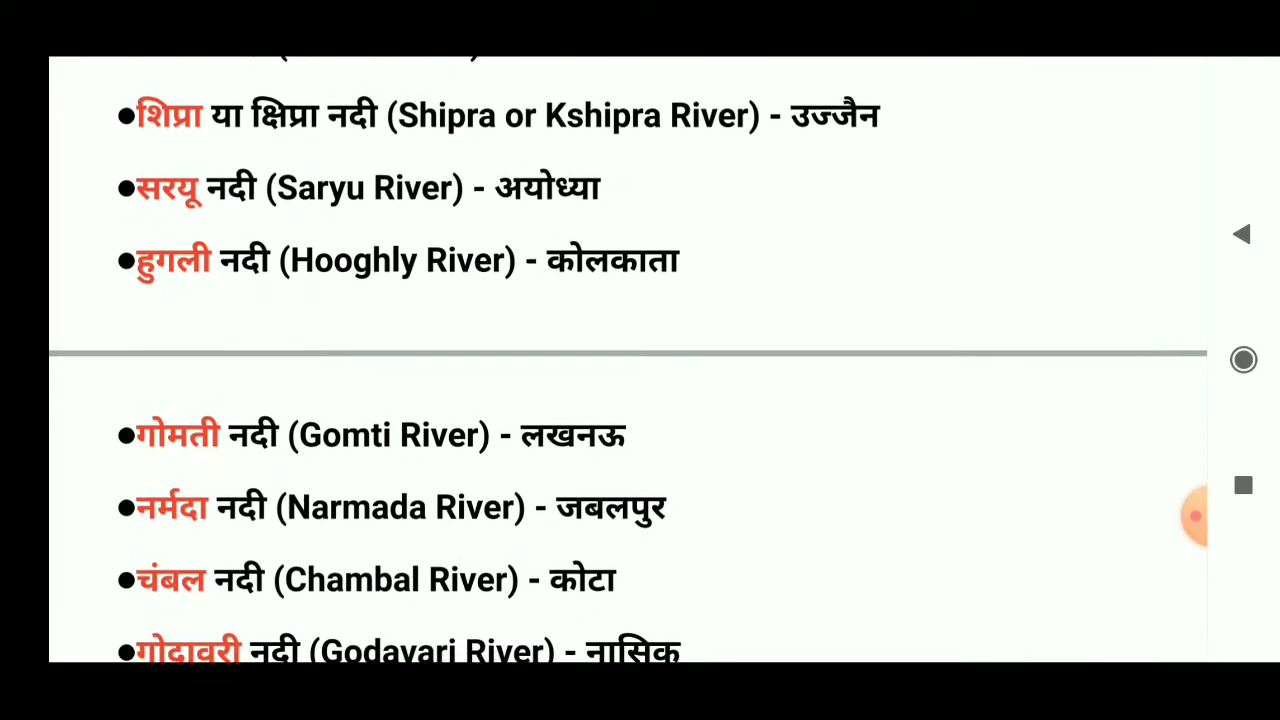 ●शिप्रा या क्षिप्रा नदी (Shipra or Kshipra River) - उज्जैन
●सरयू नदी (Saryu River) - अयोध्या
●हुगली नदी (Hooghly River) - कोलकाता
●गोमती नदी (Gomti River) - लखनऊ
●नर्मदा नदी (Narmada River) - जबलपुर
●चंबल नदी (Chambal River) - कोटा
●गोदावरी नदी (Godavari River) - नासिक